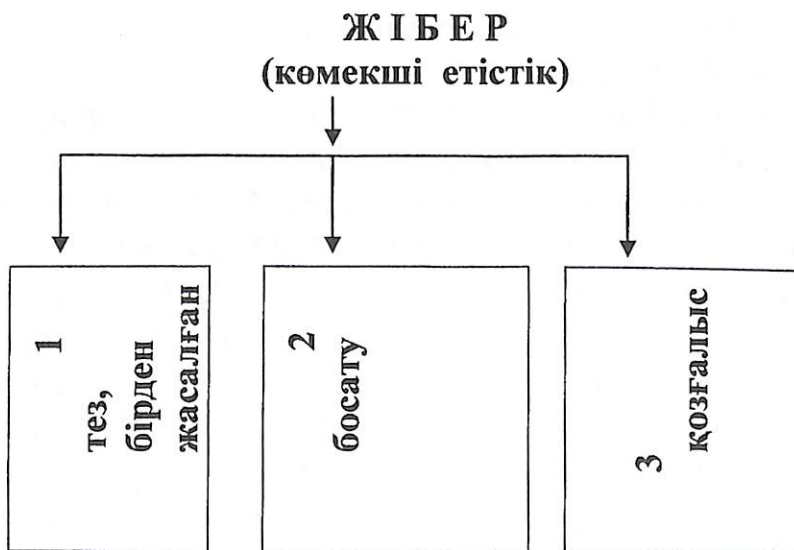 ЖІБЕР
(көмекші етістік)
1
тез,
бірден
жасалған
2
босату
3
қозғалыс